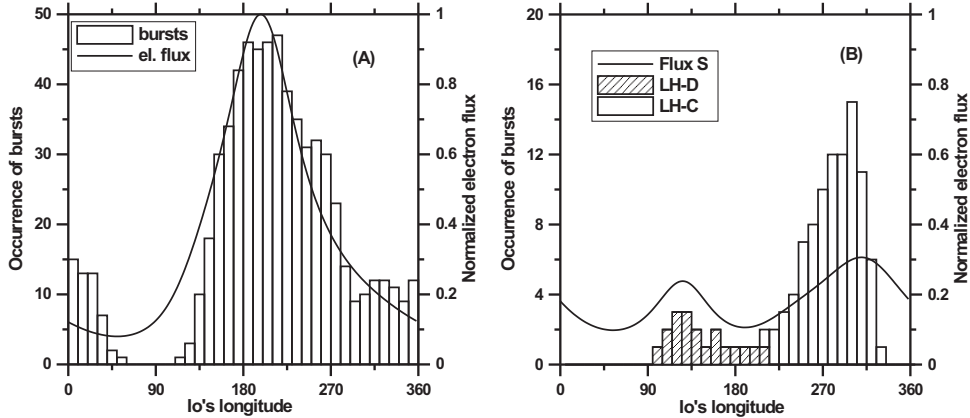 50
40
30
20
10
0
Occurrence of bursts
bursts
el. flux
(A)
1
0.8
0.6
0.4
0.2
0
Normalized electron flux
0 90 180 270 360
Io's longitude
20
16
12
8
4
0
Occurrence of bursts
Flux S
LH-D
LH-C
(B)
1
0.8
0.6
0.4
0.2
0
Normalized electron flux
0 90 180 270 360
Io's longitude